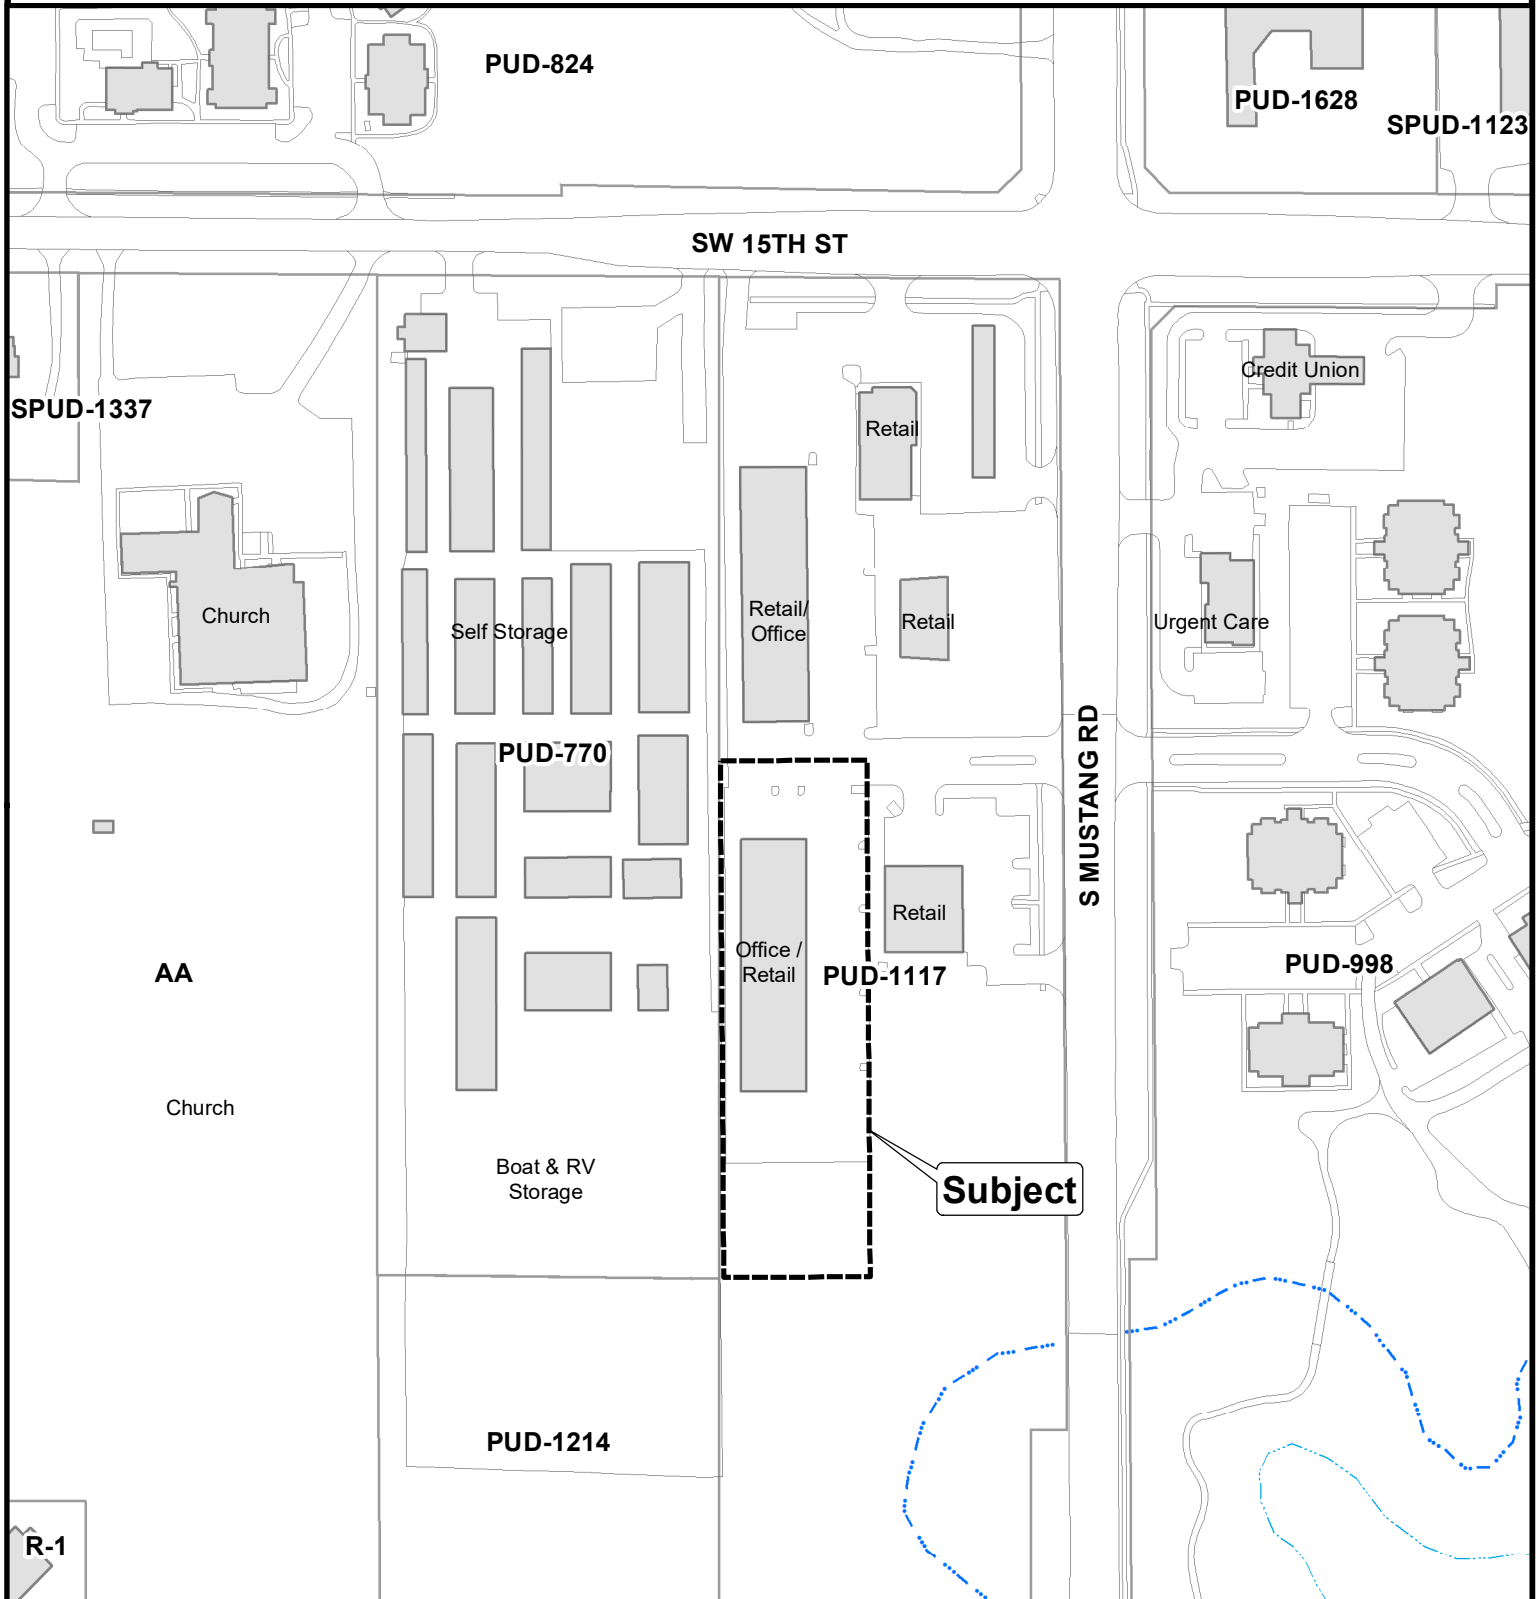 PUD-824
PUD-1628
SPUD-1123
SW 15TH ST
Credit Union
SPUD-1337
Retail
Church
Self Storage
Retail/
Office
Retail
Urgent Care
PUD-770
S MUSTANG RD
Retail
Office /
Retail
PUD-1117
PUD-998
AA
Church
Boat & RV
Storage
Subject
PUD-1214
R-1